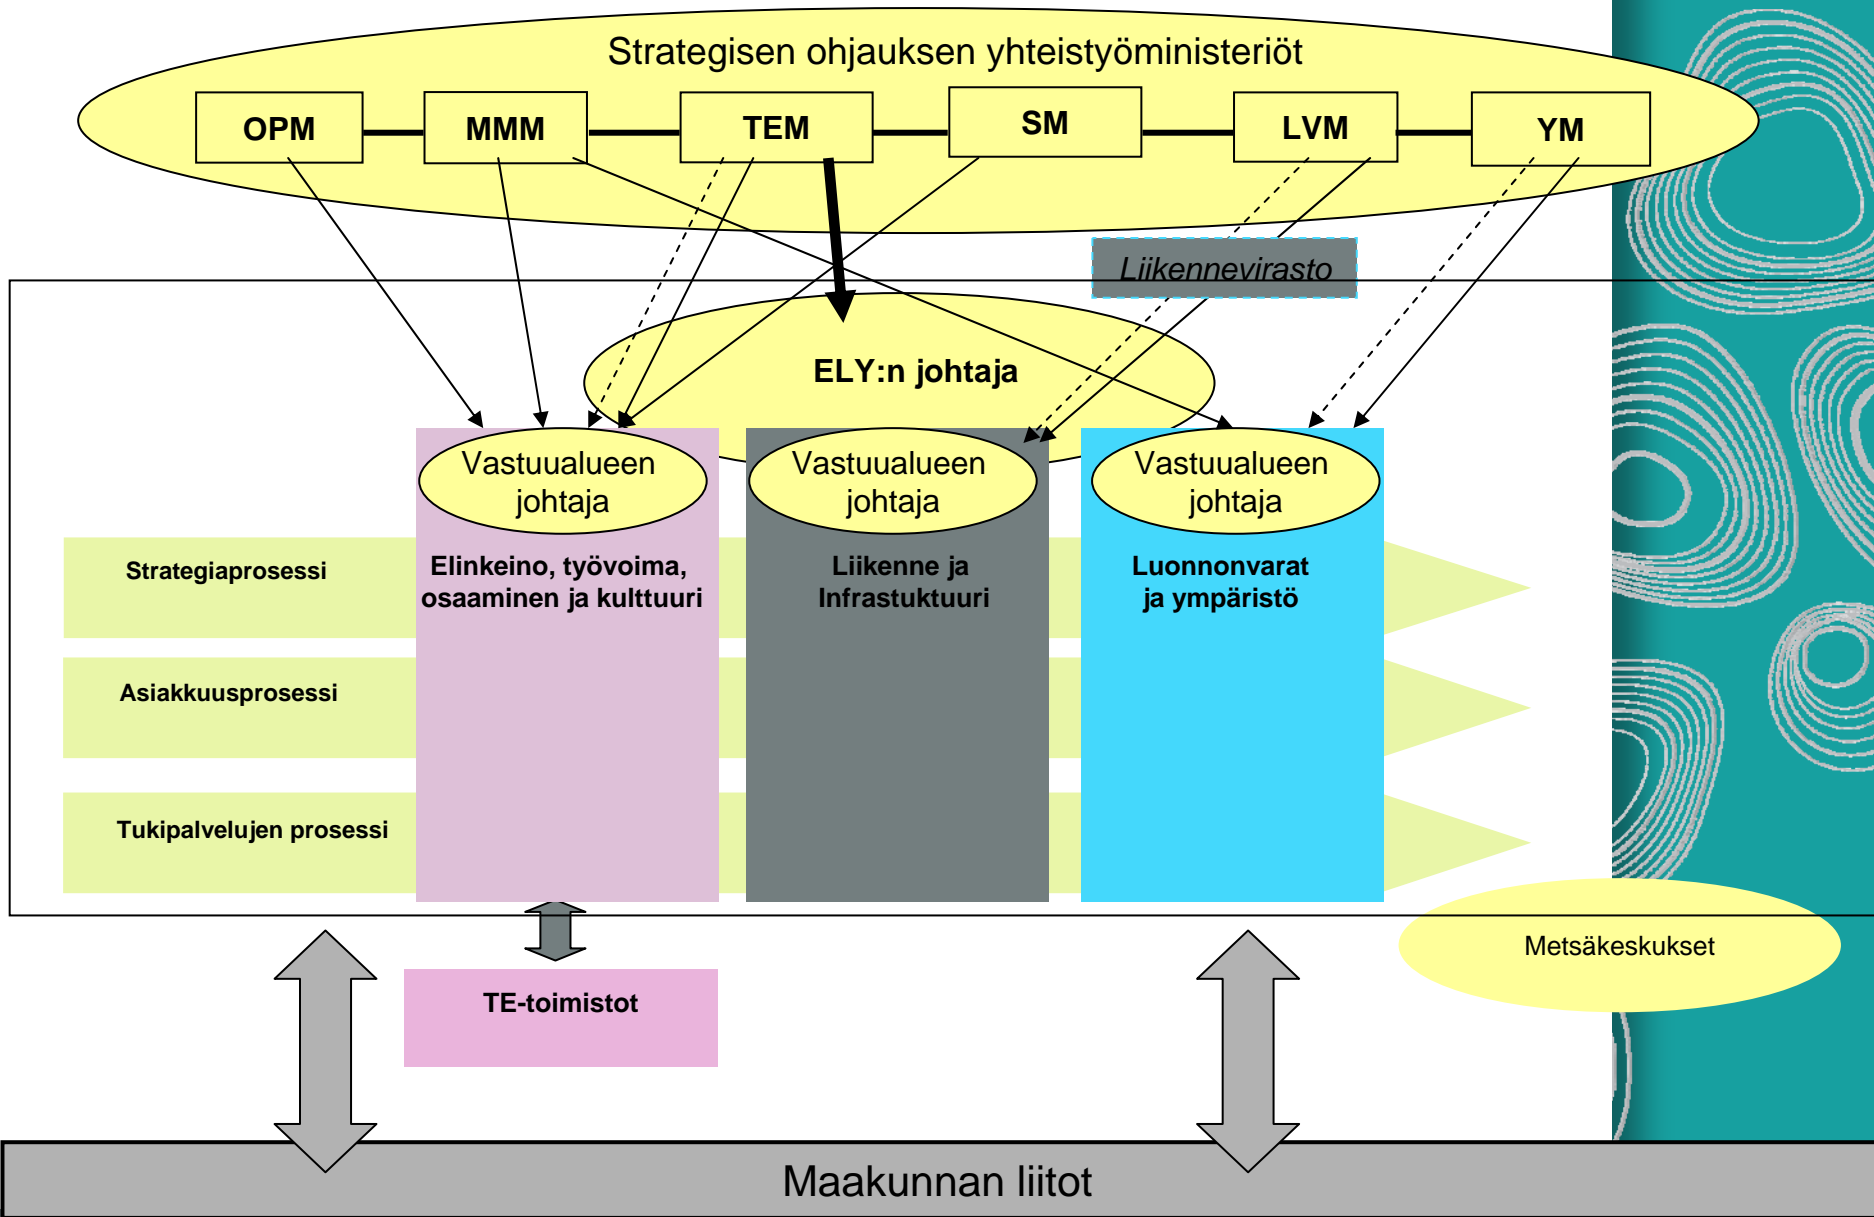 Strategisen ohjauksen yhteistyöministeriöt
OPM
MMM
TEM
SM
LVM
YM
Liikennevirasto
ELY:n johtaja
Vastuualueen
johtaja
Vastuualueen
johtaja
Vastuualueen
johtaja
Strategiaprosessi
Elinkeino, työvoima,
osaaminen ja kulttuuri
Liikenne ja
Infrastuktuuri
Luonnonvarat
ja ympäristö
Asiakkuusprosessi
Tukipalvelujen prosessi
Metsäkeskukset
TE-toimistot
Maakunnan liitot